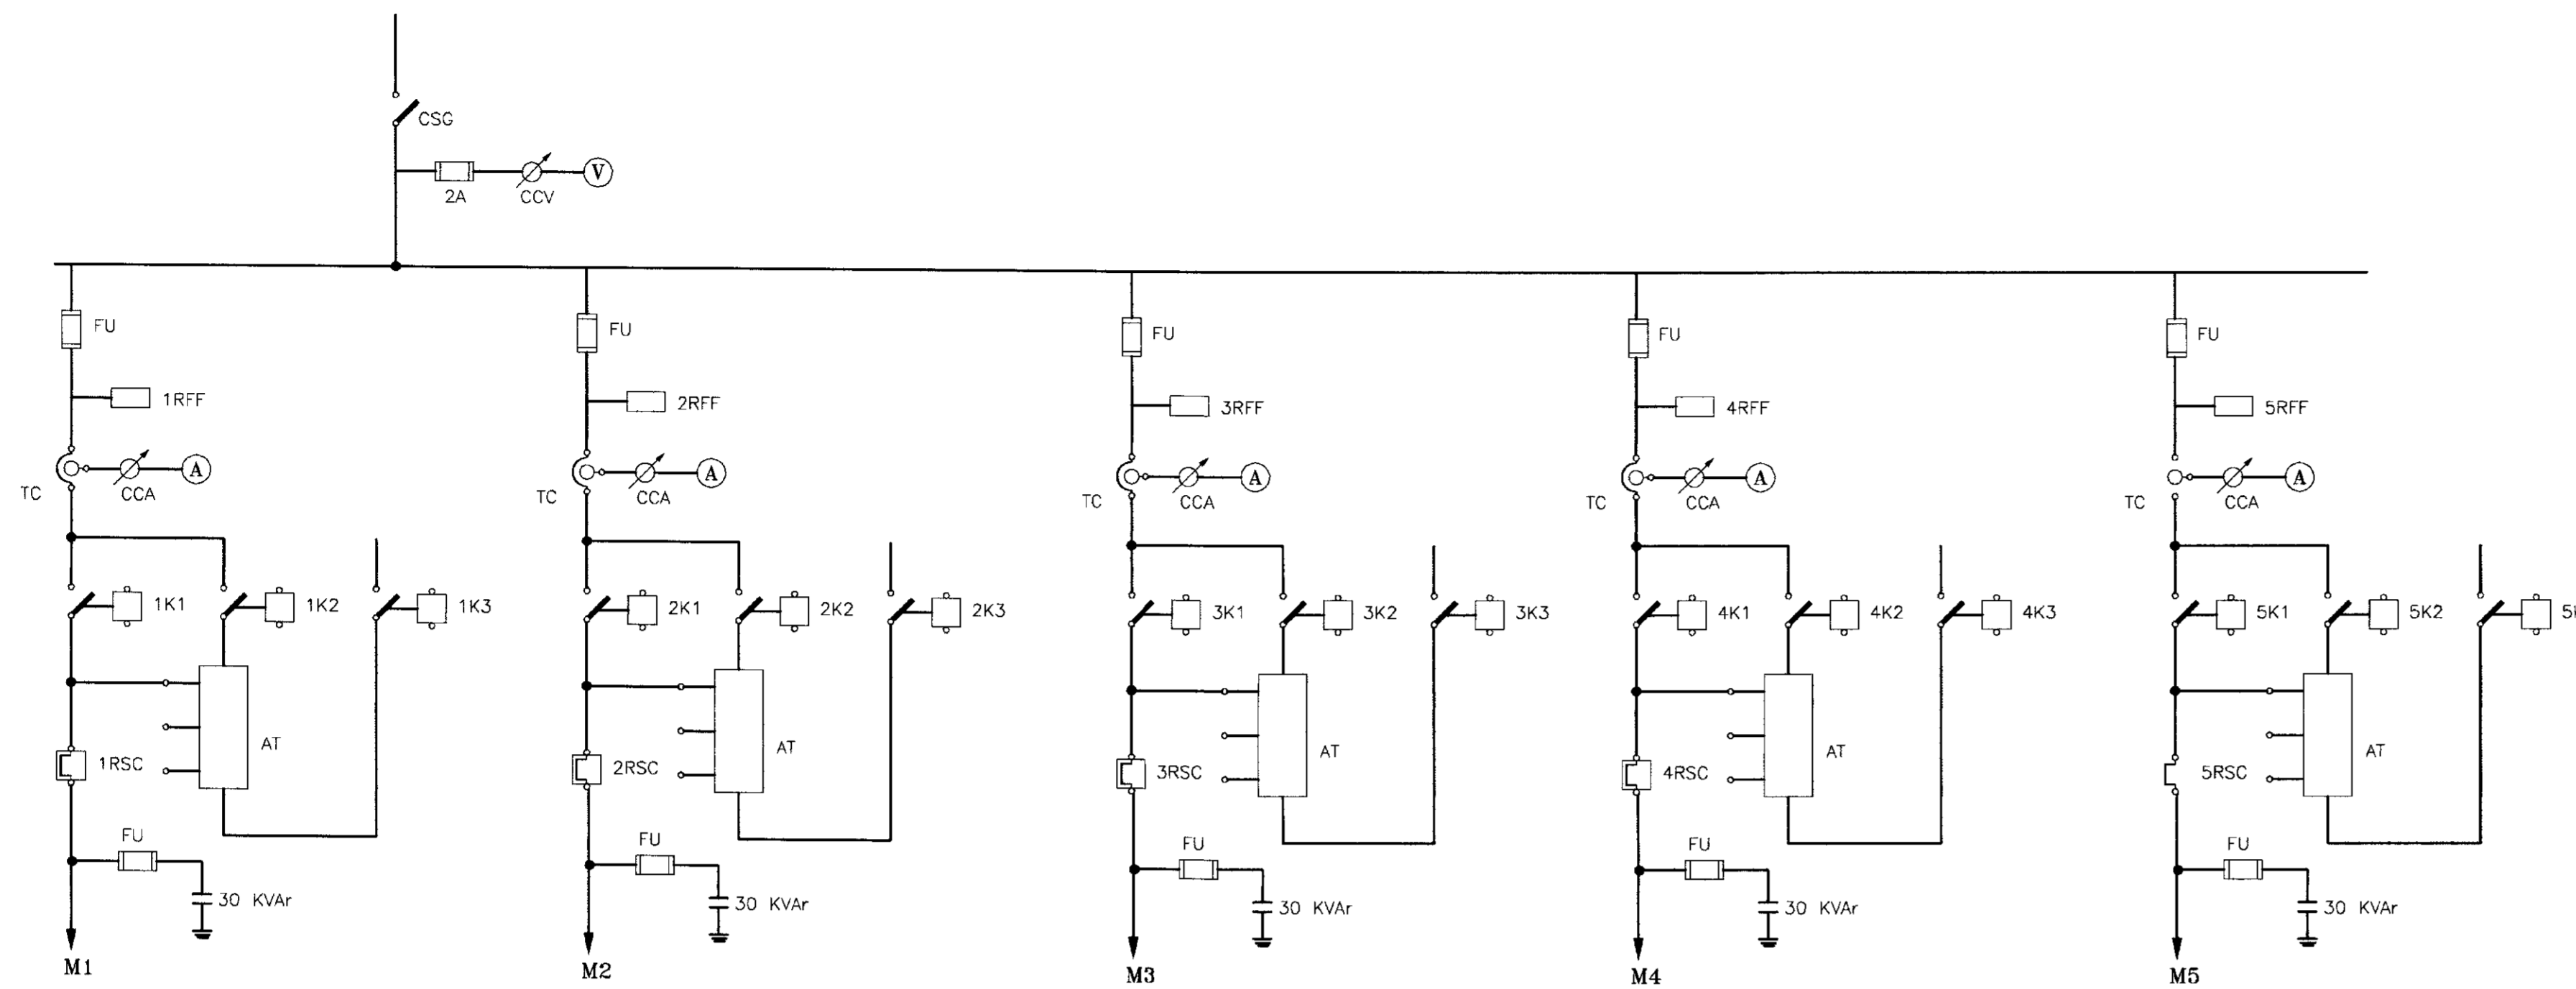 CSG
V
2A CCV
FU FU FU FU FU
1RFF 2RFF 3RFF 4RFF 5RFF
A A A A A
TC CCA TC CCA TC CCA TC CCA TC CCA
1K1 1K2 1K3 2K1 2K2 2K3 3K1 3K2 3K3 4K1 4K2 4K3 5K1 5K2
1RSC AT 2RSC AT 3RSC AT 4RSC AT 5RSC AT
FU FU FU FU FU
30 KVAr 30 KVAr 30 KVAr 30 KVAr 30 KVAr
M1 M2 M3 M4 M5